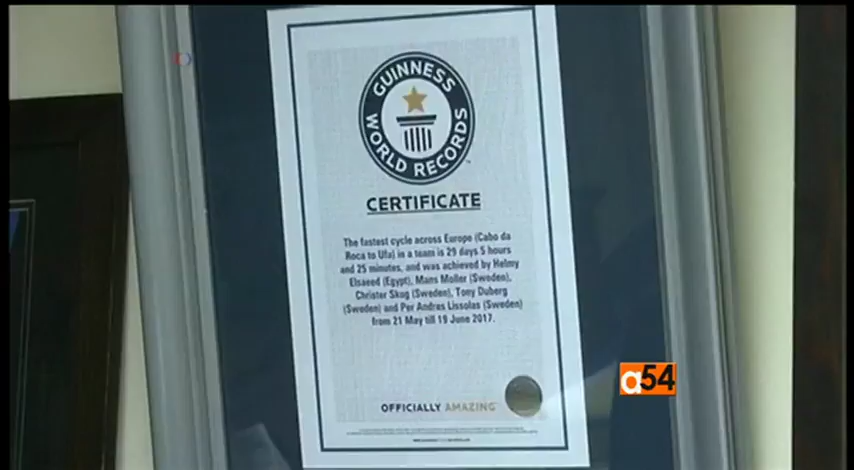 GUINNESS
WORLD RECORDS
CERTIFICATE
The fastest cycle across Europe (Cabo da
Roca to Ufa) in a team is 29 days 5 hours
and 25 minutes, and was achieved by Helmy
Elsaeed (Egypt), Mans Moller (Sweden),
Christer Skog (Sweden), Tony Duberg
(Sweden) and Per Andras Lissolas (Sweden)
from 21 May till 19 June 2017.
OFFICIALLY AMAZING
a54